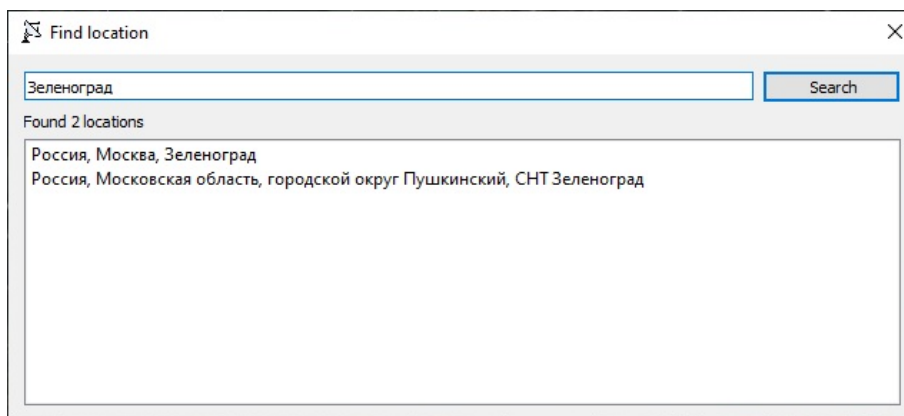 Find location
Зеленоград
Search
Found 2 locations
Россия, Москва, Зеленоград
Россия, Московская область, городской округ Пушкинский, СНТ Зеленоград